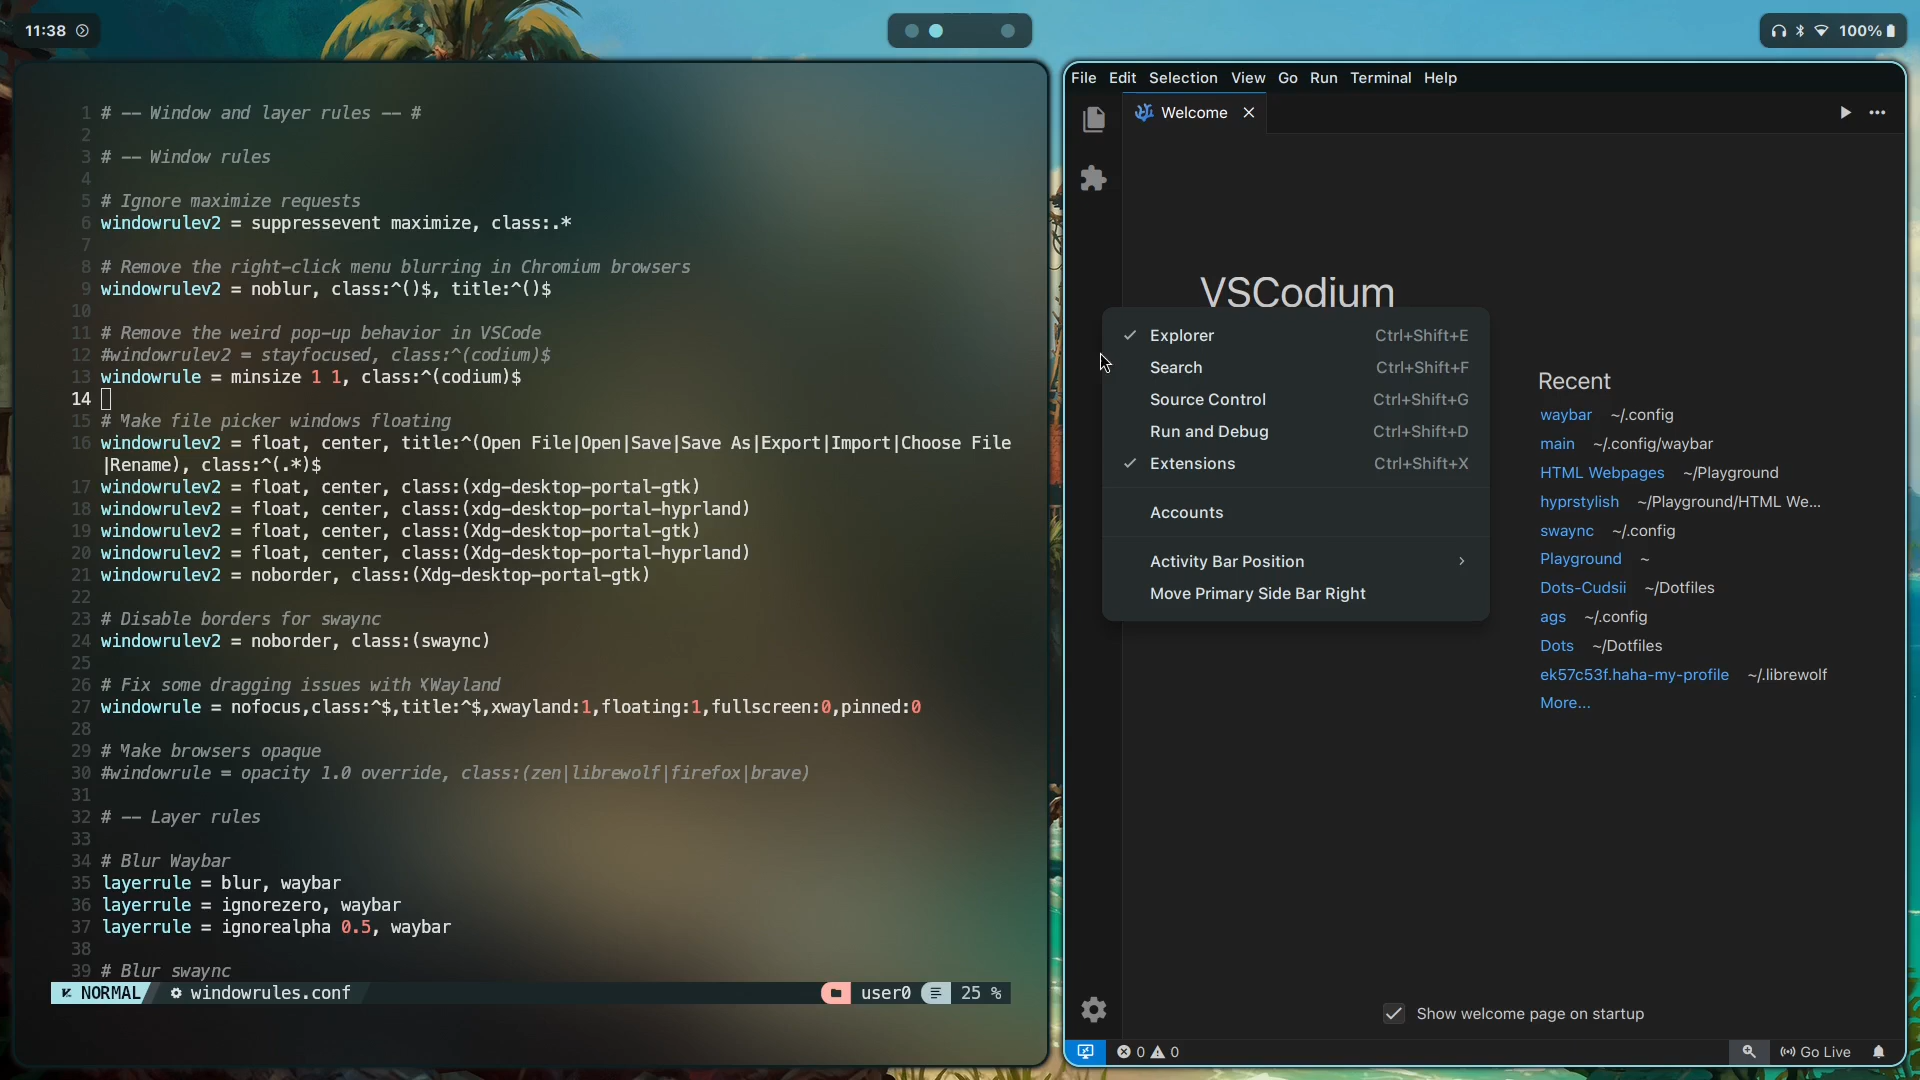 11:38
100%
1 # -- Window and layer rules -- #
2
3 # -- Window rules
4
5 # Ignore maximize requests
6 windowrulev2 = suppressevent maximize, class:.*
7
8 # Remove the right-click menu blurring in Chromium browsers
9 windowrulev2 = noblur, class:^()$, title:^()$
10
11 # Remove the weird pop-up behavior in VSCode
12 #windowrulev2 = stayfocused, class:^(codium)$
13 windowrule = minsize 1 1, class:^(codium)$
14
15 # Make file picker windows floating
16 windowrulev2 = float, center, title:^(Open File|Open|Save|Save As|Export|Import|Choose File
|Rename), class:^(.*)$
17 windowrulev2 = float, center, class:(xdg-desktop-portal-gtk)
18 windowrulev2 = float, center, class:(xdg-desktop-portal-hyprland)
19 windowrulev2 = float, center, class:(Xdg-desktop-portal-gtk)
20 windowrulev2 = float, center, class:(Xdg-desktop-portal-hyprland)
21 windowrulev2 = noborder, class:(Xdg-desktop-portal-gtk)
22
23 # Disable borders for swaync
24 windowrulev2 = noborder, class:(swaync)
25
26 # Fix some dragging issues with XWayland
27 windowrule = nofocus,class:^$,title:^$,xwayland:1,floating:1,fullscreen:0,pinned:0
28
29 # Make browsers opaque
30 #windowrule = opacity 1.0 override, class:(zen|librewolf|firefox|brave)
31
32 # -- Layer rules
33
34 # Blur Waybar
35 layerrule = blur, waybar
36 layerrule = ignorezero, waybar
37 layerrule = ignorealpha 0.5, waybar
38
39 # Blur swaync
NORMAL windowrules.conf user0 25 %
File Edit Selection View Go Run Terminal Help
Welcome
VSCodium
Explorer Ctrl+Shift+E
Search Ctrl+Shift+F
Source Control Ctrl+Shift+G
Run and Debug Ctrl+Shift+D
Extensions Ctrl+Shift+X
Accounts
Activity Bar Position
Move Primary Side Bar Right
Recent
waybar ~/.config
main ~/.config/waybar
HTML Webpages ~/Playground
hyprstylish ~/Playground/HTML We...
swaync ~/.config
Playground ~
Dots-Cudsii ~/Dotfiles
ags ~/.config
Dots ~/Dotfiles
ek57c53f.haha-my-profile ~/.librewolf
More...
Show welcome page on startup
0 0 Go Live